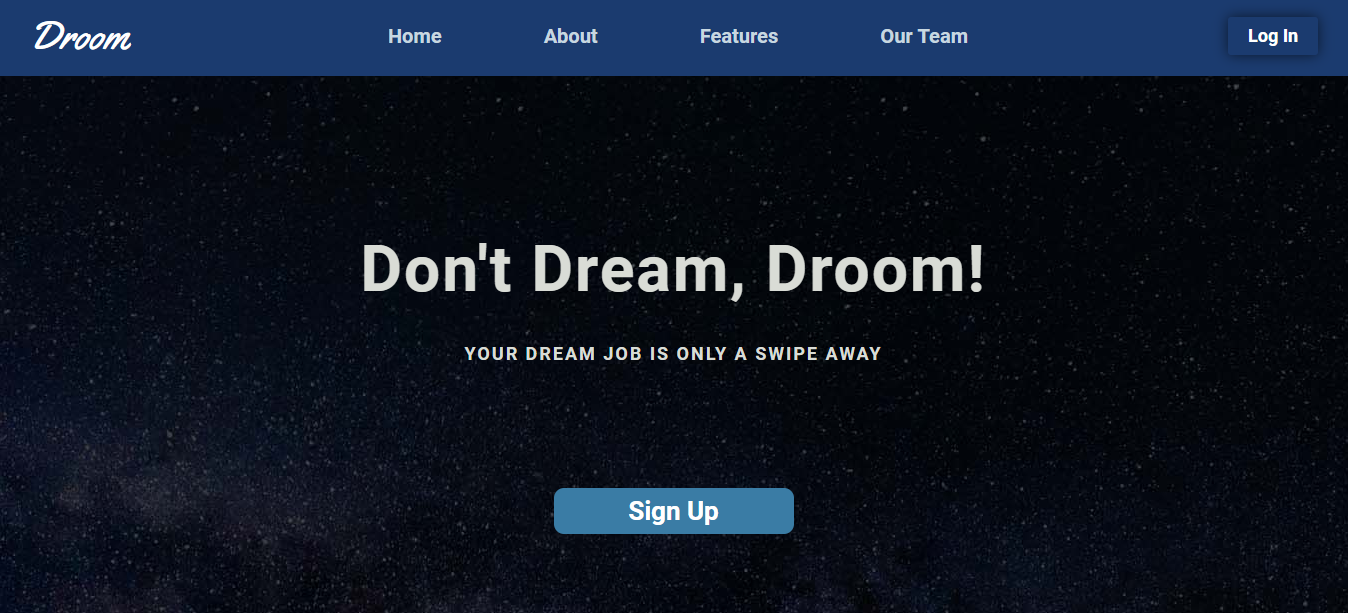 Droom Home About Features Our Team Log In
Don't Dream, Droom!
YOUR DREAM JOB IS ONLY A SWIPE AWAY
Sign Up